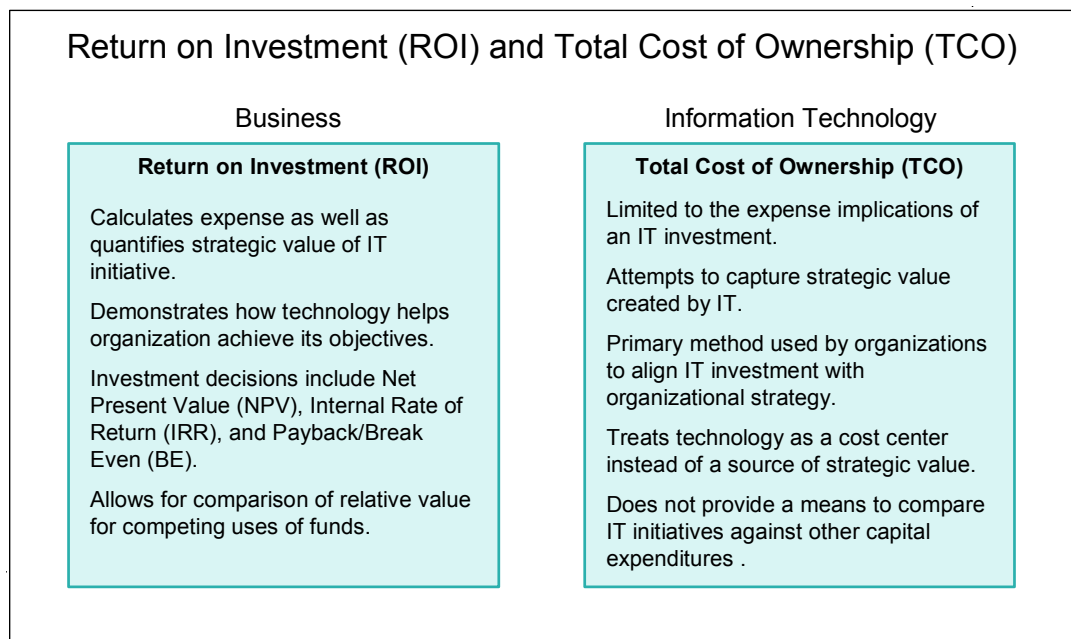 Return on Investment (ROI) and Total Cost of Ownership (TCO)
Business
Return on Investment (ROI)
Calculates expense as well as
quantifies strategic value of IT
initiative.
Demonstrates how technology helps
organization achieve its objectives.
Investment decisions include Net
Present Value (NPV), Internal Rate of
Return (IRR), and Payback/Break
Even (BE).
Allows for comparison of relative value
for competing uses of funds.
Information Technology
Total Cost of Ownership (TCO)
Limited to the expense implications of
an IT investment.
Attempts to capture strategic value
created by IT.
Primary method used by organizations
to align IT investment with
organizational strategy.
Treats technology as a cost center
instead of a source of strategic value.
Does not provide a means to compare
IT initiatives against other capital
expenditures .